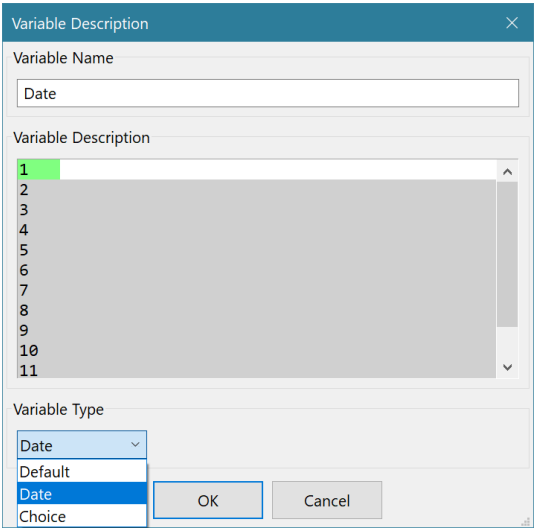 Variable Description
Variable Name
Date
Variable Description
1
2
3
4
5
6
7
8
9
10
11
Variable Type
Date
Default
Date
Choice
OK Cancel